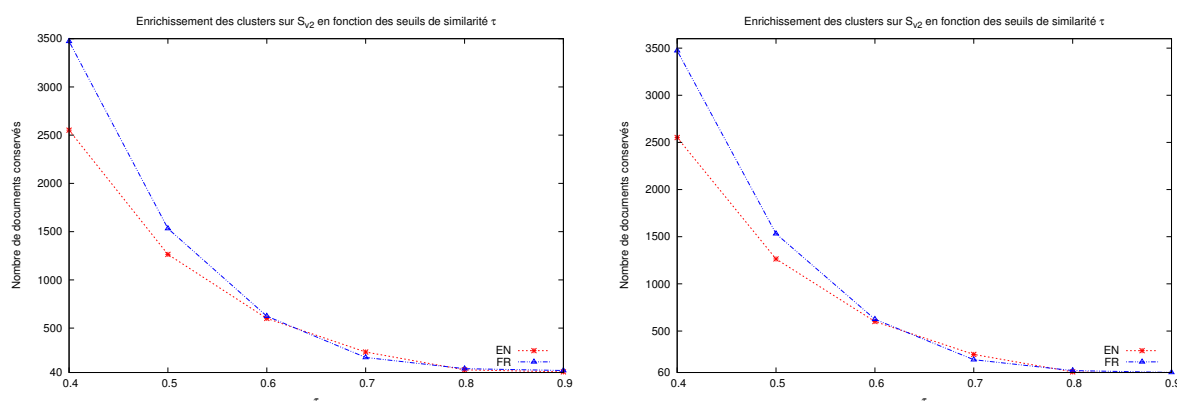 Enrichissement des clusters sur Sv2 en fonction des seuils de similarité τ
3500
3000
2500
2000
1500
1000
500
40
Nombre de documents conservés
EN
FR
0.4 0.5 0.6 0.7 0.8 0.9
Enrichissement des clusters sur Sv2 en fonction des seuils de similarité τ
3500
3000
2500
2000
1500
1000
500
60
Nombre de documents conservés
EN
FR
0.4 0.5 0.6 0.7 0.8 0.9